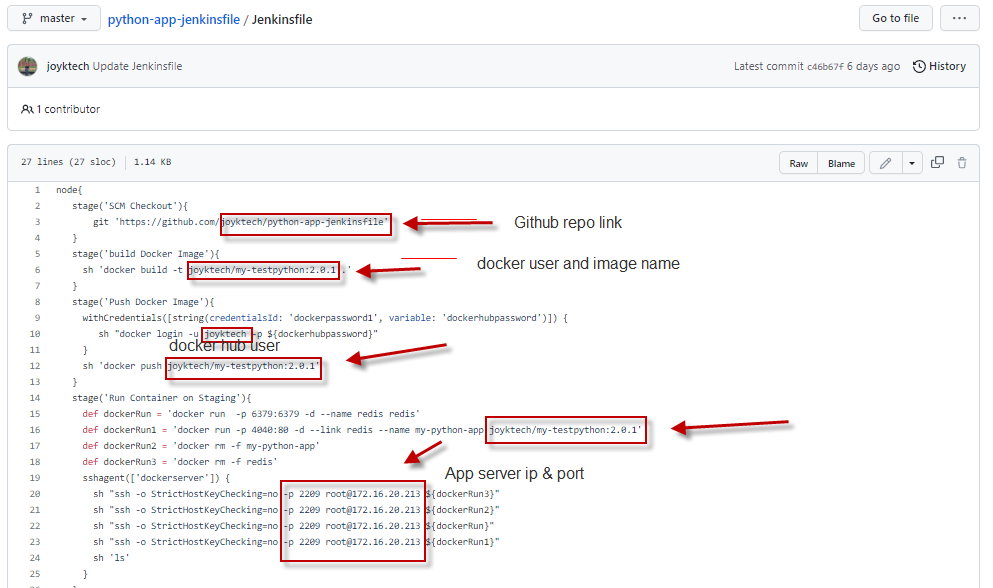 master
python-app-jenkinsfile / Jenkinsfile
Go to file
...
joyktech Update Jenkinsfile
Latest commit c46b67f 6 days ago
History
1 contributor
27 lines (27 sloc) 1.14 KB
Raw Blame
1 node{
2 stage('SCM Checkout'){
3 git 'https://github.com/joyktech/python-app-jenkinsfile'
Github repo link
4 }
5 stage('build Docker Image'){
docker user and image name
6 sh 'docker build -t joyktech/my-testpython:2.0.1 .'
7 }
8 stage('Push Docker Image'){
9 withCredentials([string(credentialsId: 'dockerpassword1', variable: 'dockerhubpassword')]) {
10 sh "docker login -u joyktech -p ${dockerhubpassword}"
docker hub user
11 }
12 sh 'docker push joyktech/my-testpython:2.0.1'
13 }
14 stage('Run Container on Staging'){
15 def dockerRun = 'docker run -p 6379:6379 -d --name redis redis'
16 def dockerRun1 = 'docker run -p 4040:80 -d --link redis --name my-python-app joyktech/my-testpython:2.0.1'
17 def dockerRun2 = 'docker rm -f my-python-app'
18 def dockerRun3 = 'docker rm -f redis'
App server ip & port
19 sshagent(['dockerserver']) {
20 sh "ssh -o StrictHostKeyChecking=no -p 2209 root@172.16.20.213 ${dockerRun3}"
21 sh "ssh -o StrictHostKeyChecking=no -p 2209 root@172.16.20.213 ${dockerRun2}"
22 sh "ssh -o StrictHostKeyChecking=no -p 2209 root@172.16.20.213 ${dockerRun}"
23 sh "ssh -o StrictHostKeyChecking=no -p 2209 root@172.16.20.213 ${dockerRun1}"
24 sh 'ls'
25 }